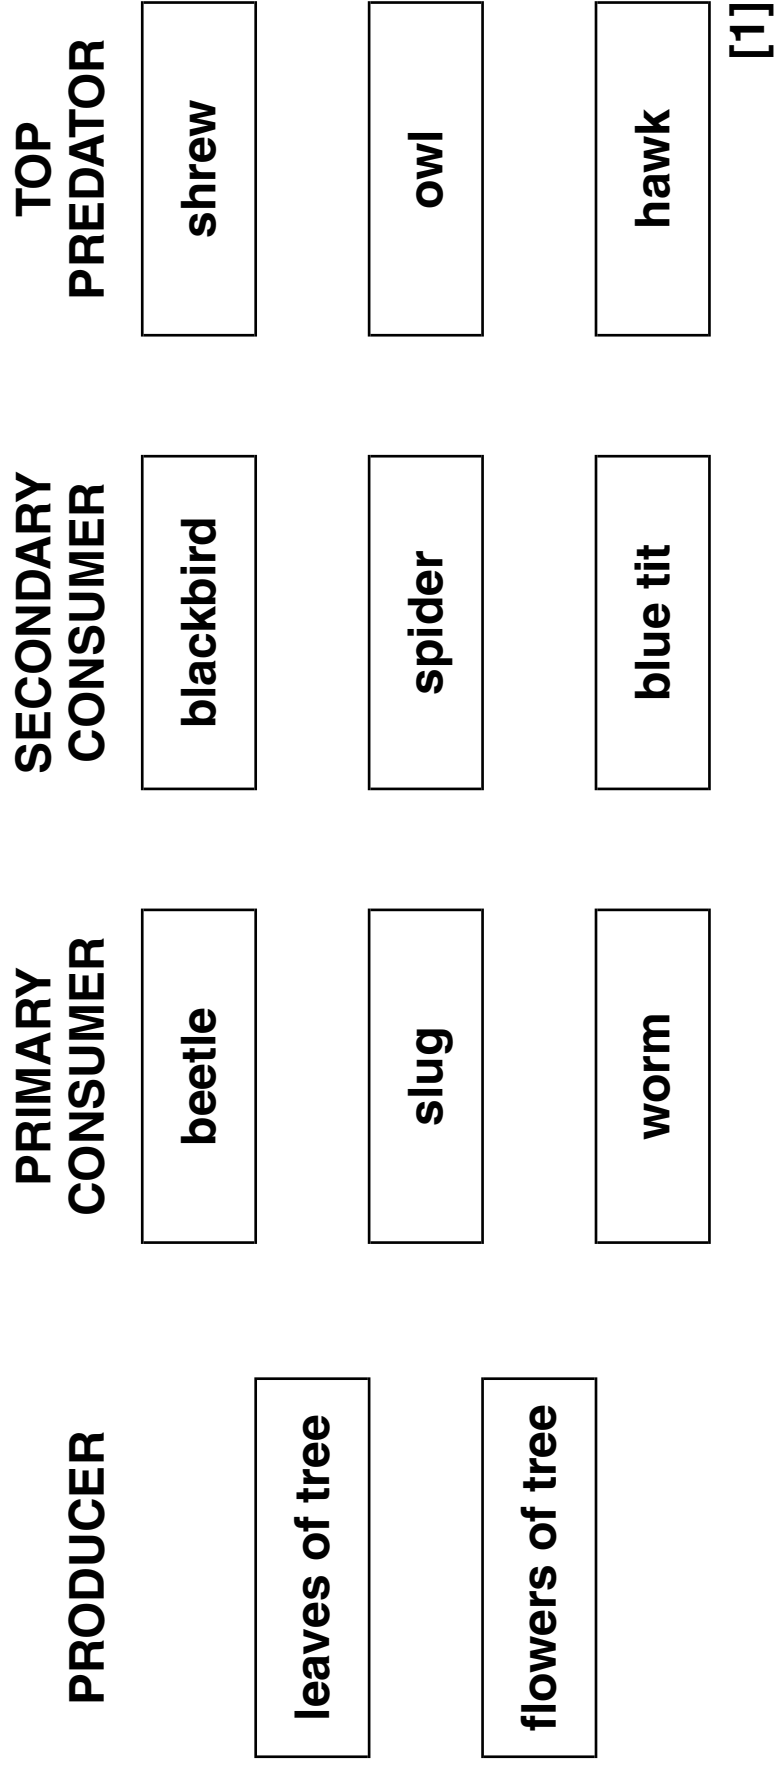 PRODUCER
PRIMARY
CONSUMER
SECONDARY
CONSUMER
TOP
PREDATOR
leaves of tree
flowers of tree
beetle
slug
worm
blackbird
spider
blue tit
shrew
owl
hawk
[1]